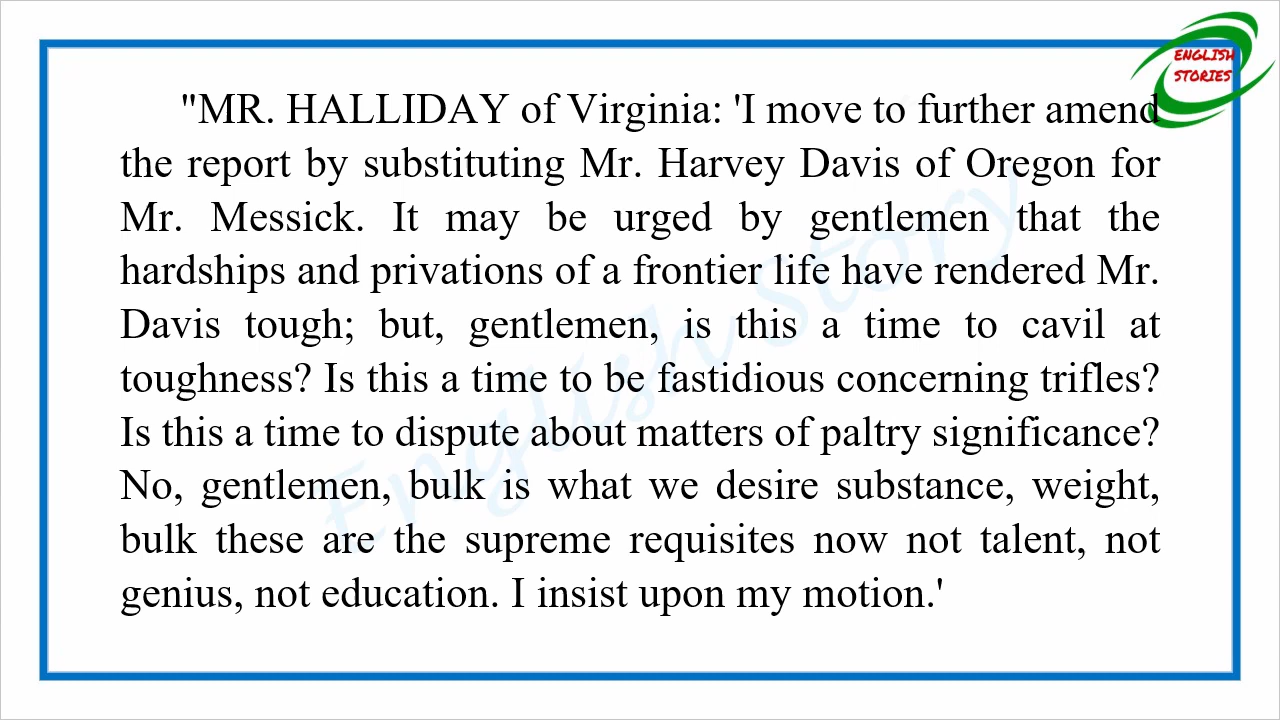 ENGLISH
STORIES
"MR. HALLIDAY of Virginia: 'I move to further amend
the report by substituting Mr. Harvey Davis of Oregon for
Mr. Messick. It may be urged by gentlemen that the
hardships and privations of a frontier life have rendered Mr.
Davis tough; but, gentlemen, is this a time to cavil at
toughness? Is this a time to be fastidious concerning trifles?
Is this a time to dispute about matters of paltry significance?
No, gentlemen, bulk is what we desire substance, weight,
bulk these are the supreme requisites now not talent, not
genius, not education. I insist upon my motion.'
English Story